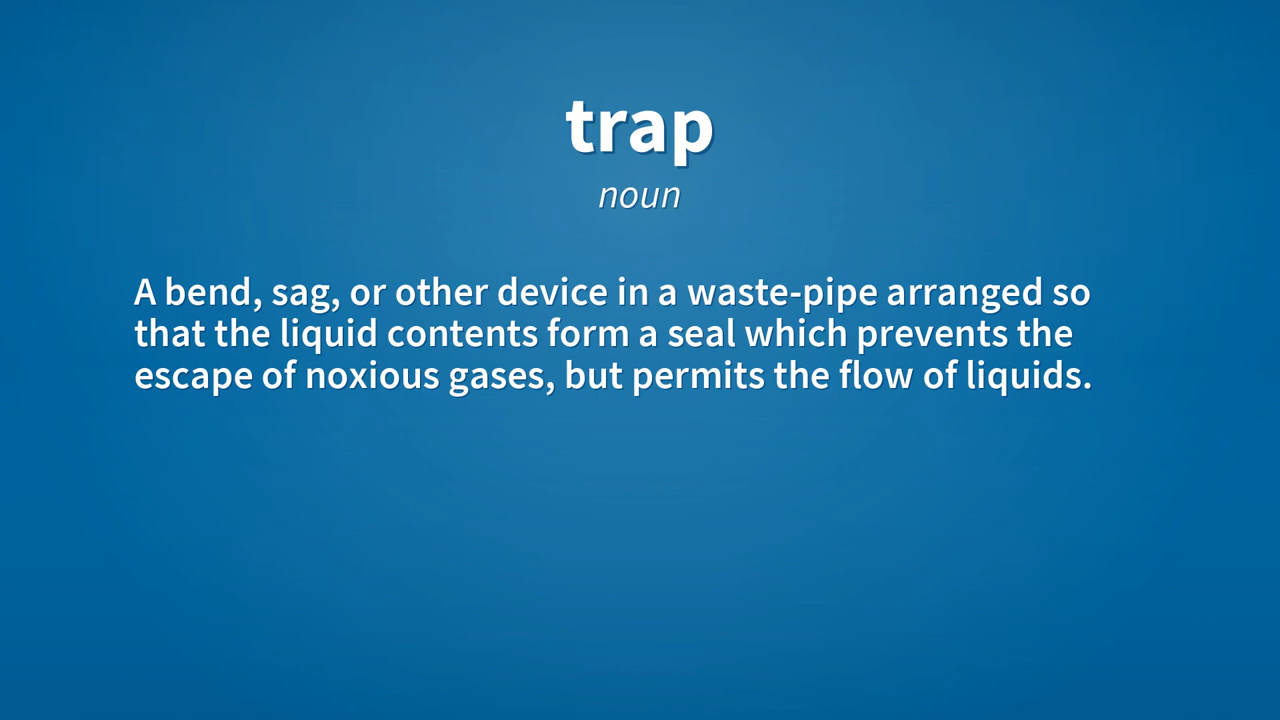 trap
noun
A bend, sag, or other device in a waste-pipe arranged so
that the liquid contents form a seal which prevents the
escape of noxious gases, but permits the flow of liquids.